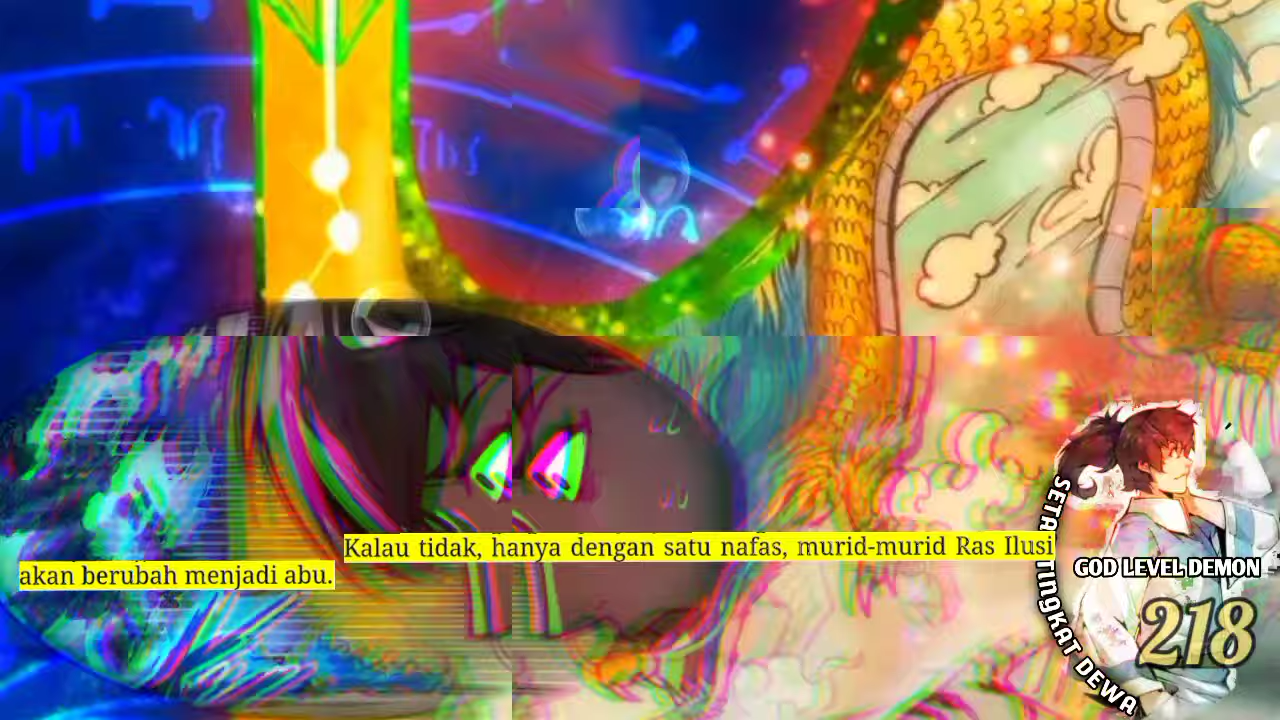 Kalau tidak, hanya dengan satu nafas, murid-murid Ras Ilusi
akan berubah menjadi abu.
SETAN TINGKAT DEWA
GOD LEVEL DEMON
218